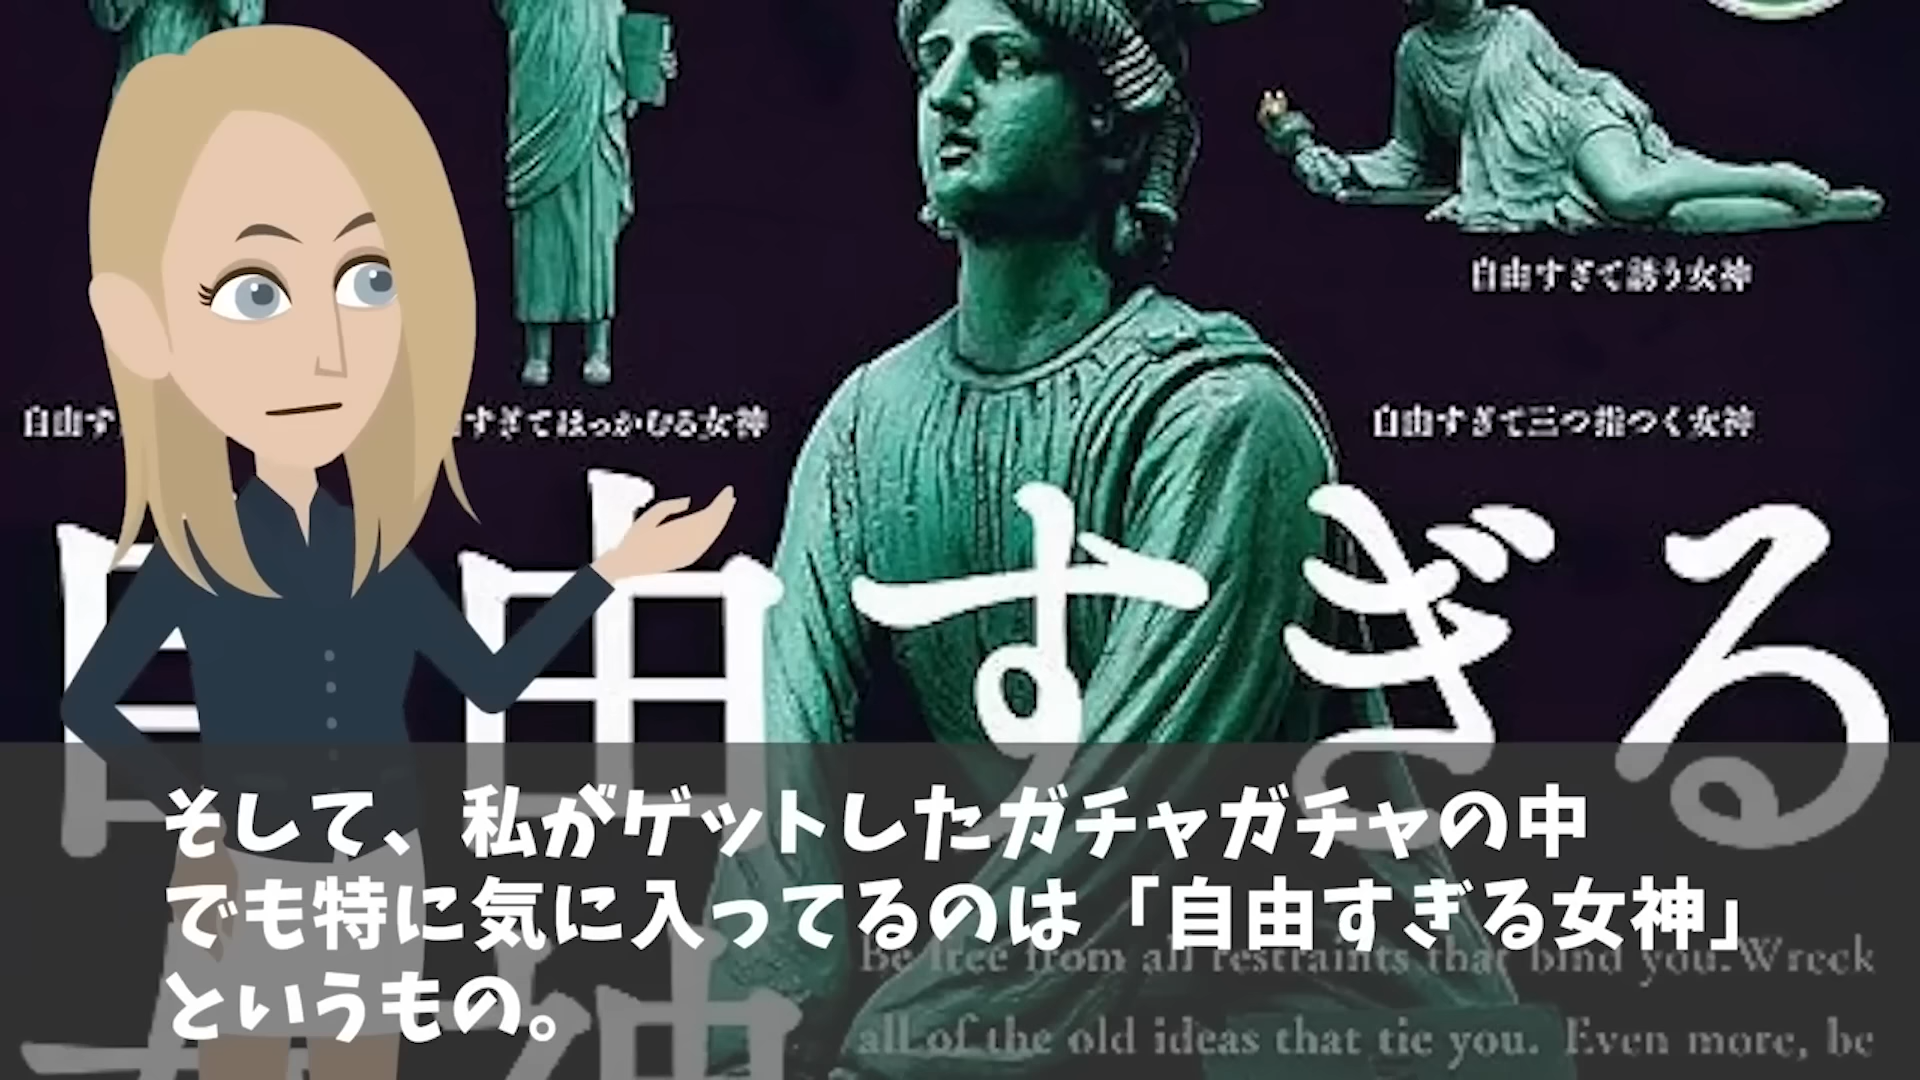 自由すぎて誘う女神
すぎてほっかむる女神
自由すぎて三つ指つく女神
自由すぎる
女神
そして、私がゲットしたガチャガチャの中
でも特に気に入ってるのは「自由すぎる女神」
というもの。
Be free from all restraints that bind you. Wreck
all of the old ideas that tie you. Even more, be